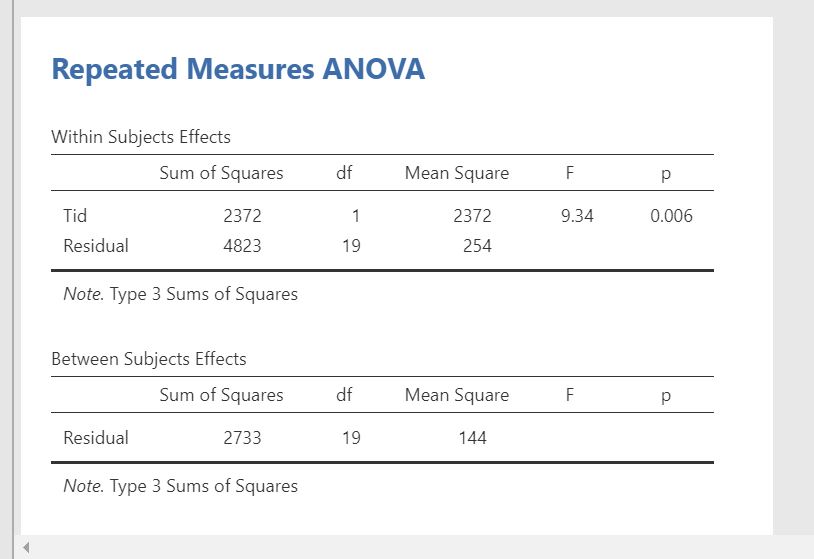 Repeated Measures ANOVA
Within Subjects Effects
Sum of Squares df Mean Square F p
Tid 2372 1 2372 9.34 0.006
Residual 4823 19 254
Note. Type 3 Sums of Squares
Between Subjects Effects
Sum of Squares df Mean Square F p
Residual 2733 19 144
Note. Type 3 Sums of Squares